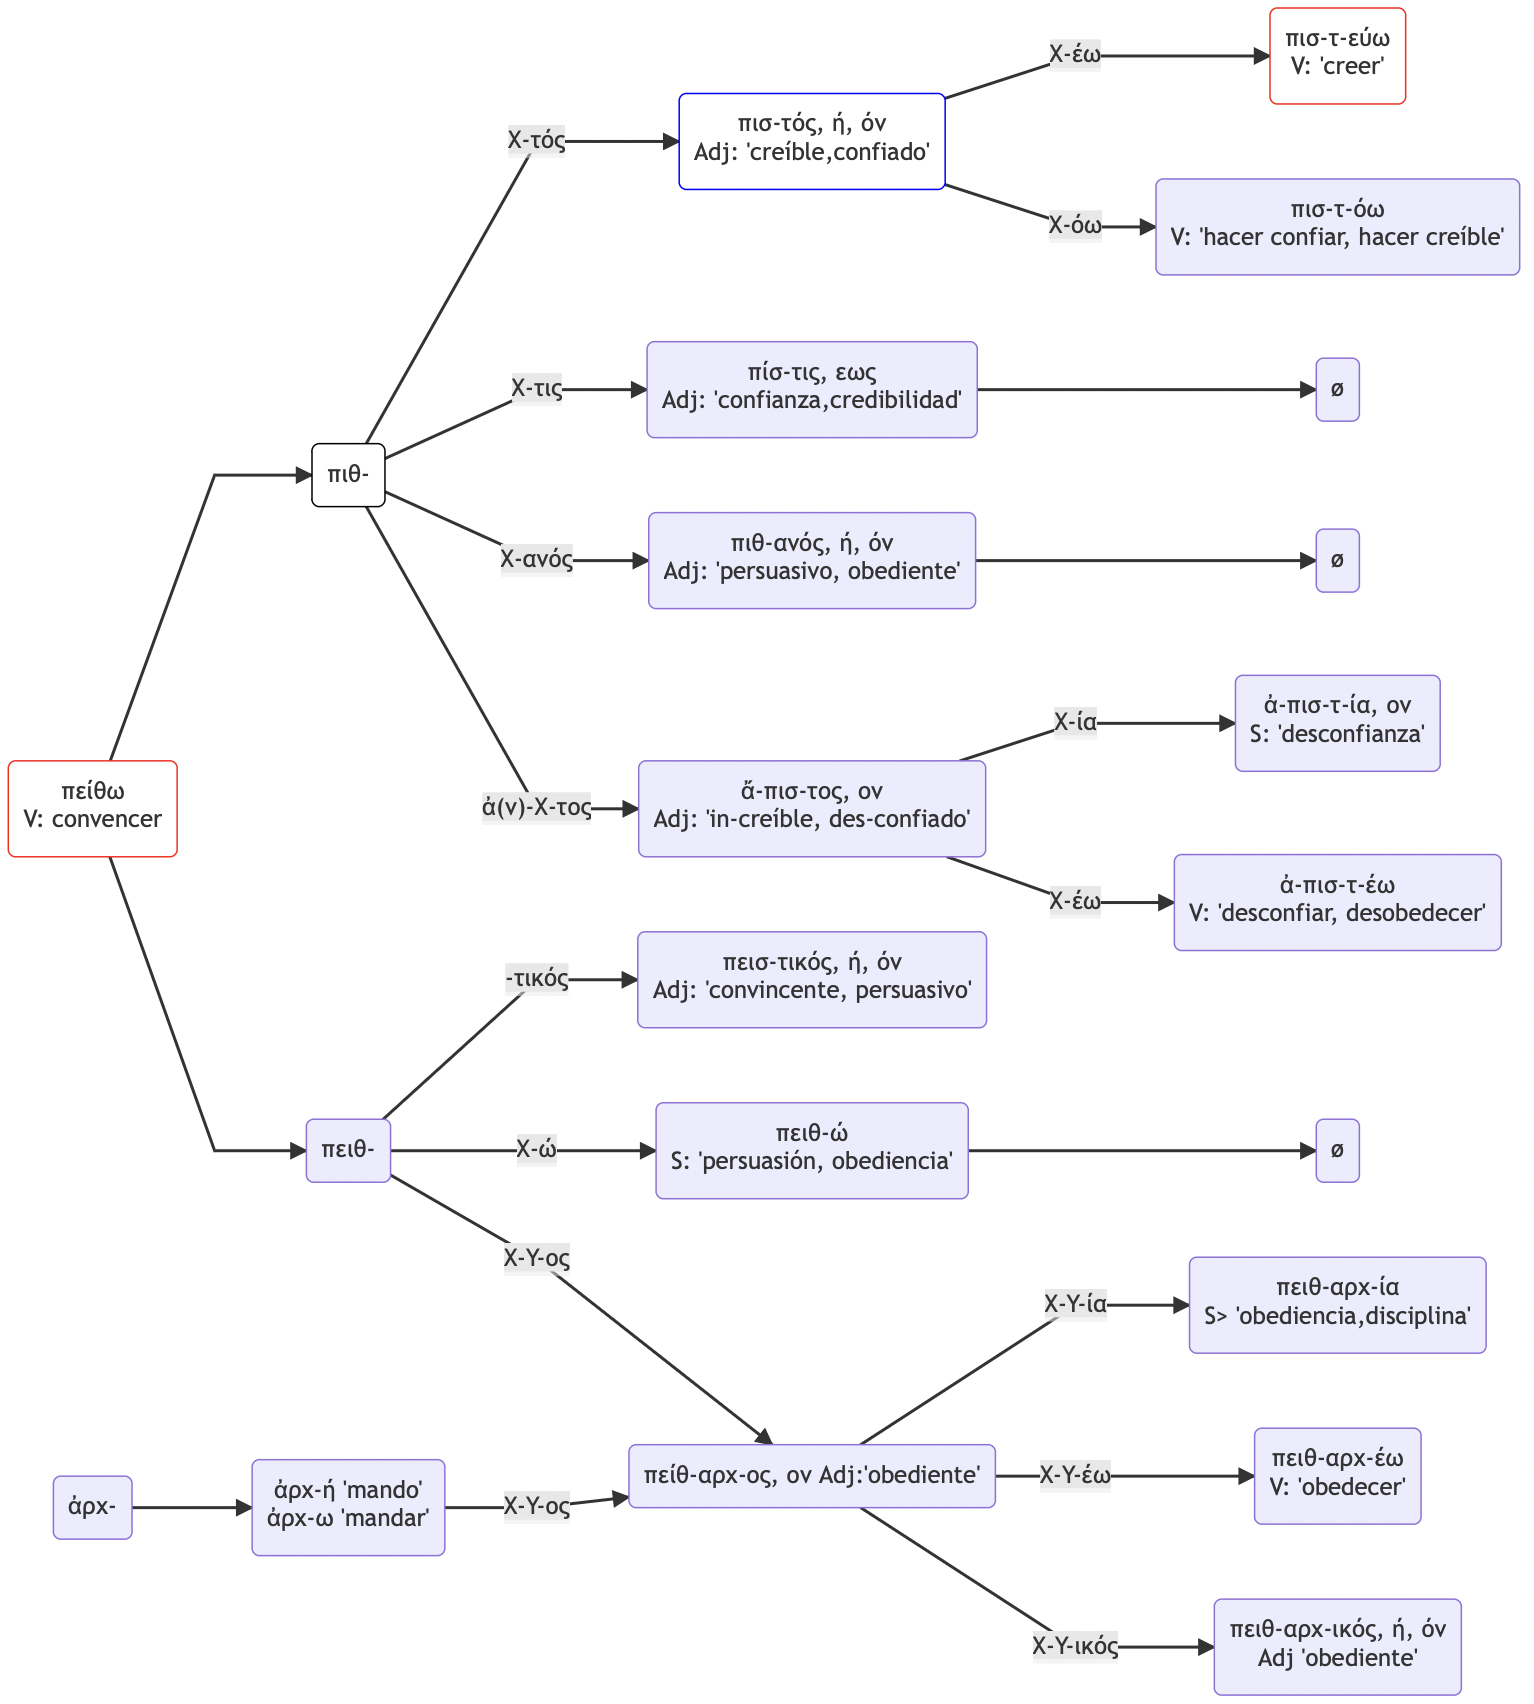 πισ-τ-εύω
V: 'creer'
X-έω
πισ-τός, ή, όν
Adj: 'creíble,confiado'
X-τός
X-όω
πισ-τ-όω
V: 'hacer confiar, hacer creíble'
πίσ-τις, εως
Adj: 'confianza,credibilidad'
X-τις
ø
πιθ-
πιθ-ανός, ή, όν
Adj: 'persuasivo, obediente'
X-ανός
ø
ἀ-πισ-τ-ία, ον
S: 'desconfianza'
X-ία
πείθω
V: convencer
ἀ(ν)-X-τος
ἄ-πισ-τος, ον
Adj: 'in-creíble, des-confiado'
X-έω
ἀ-πισ-τ-έω
V: 'desconfiar, desobedecer'
-τικός
πεισ-τικός, ή, όν
Adj: 'convincente, persuasivo'
πειθ-
X-ώ
πειθ-ώ
S: 'persuasión, obediencia'
ø
X-Y-ος
πειθ-αρχ-ία
S> 'obediencia,disciplina'
X-Y-ία
ἀρχ-
ἀρχ-ή 'mando'
ἀρχ-ω 'mandar'
X-Y-ος
πείθ-αρχ-ος, ον Adj:'obediente'
X-Y-έω
πειθ-αρχ-έω
V: 'obedecer'
X-Y-ικός
πειθ-αρχ-ικός, ή, όν
Adj 'obediente'